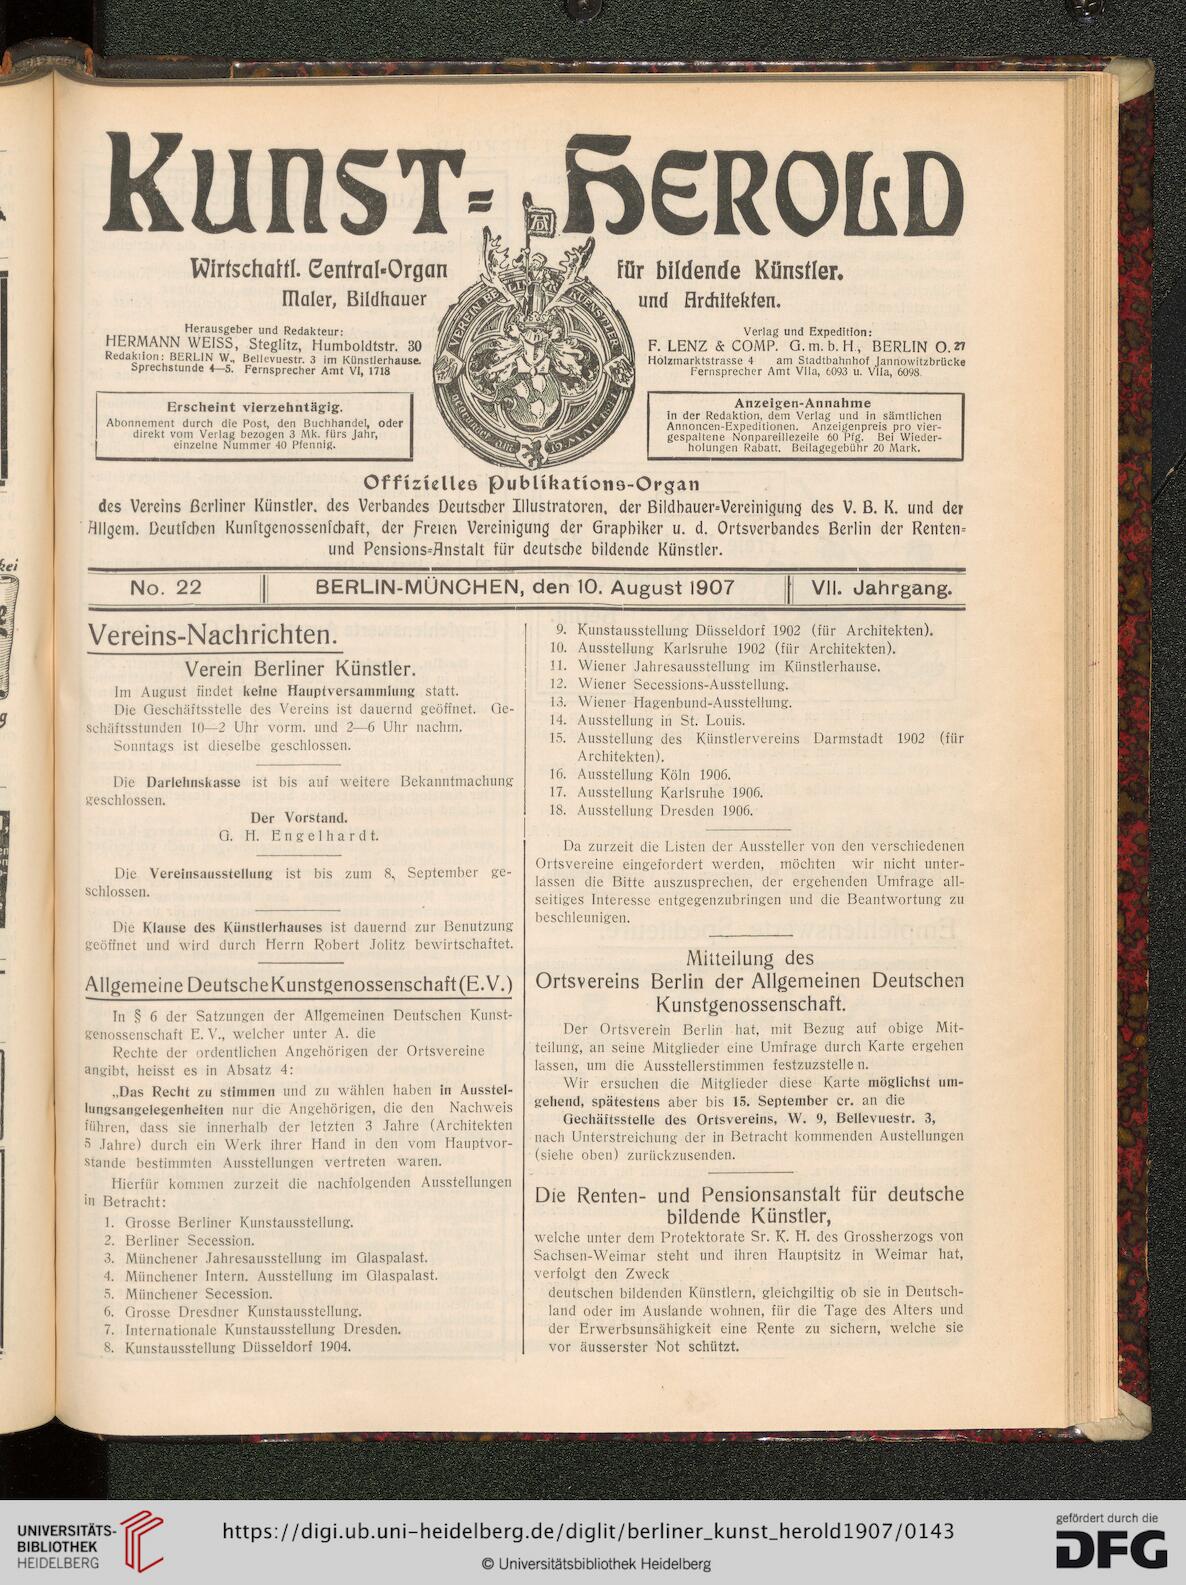 KUNST=HEROLD
Wirtschaftl. Central=Organ für bildende Künstler.
Maler, Bildhauer und Architekten.
Herausgeber und Redakteur:
HERMANN WEISS, Steglitz, Humboldtstr. 30
Redaktion: BERLIN W., Bellevuestr. 3 im Künstlerhause.
Sprechstunde 4—5. Fernsprecher Amt VI, 1718
Verlag und Expedition:
F. LENZ & COMP. G. m. b. H., BERLIN O. 27
Holzmarktstrasse 4 am Stadtbahnhof Jannowitzbrücke
Fernsprecher Amt VIIa, 6093 u. VIIa, 6098.
VEREIN BERLINER KUENSTLER
GEGRÜNDET AM 19. MAI 1841
Erscheint vierzehntägig.
Abonnement durch die Post, den Buchhandel, oder
direkt vom Verlag bezogen 3 Mk. fürs Jahr,
einzelne Nummer 40 Pfennig.
Anzeigen-Annahme
in der Redaktion, dem Verlag und in sämtlichen
Annoncen-Expeditionen. Anzeigenpreis pro vier-
gespaltene Nonpareillezeile 60 Pfg. Bei Wieder-
holungen Rabatt. Beilagegebühr 20 Mark.
Offizielles Publikations-Organ
des Vereins Berliner Künstler, des Verbandes Deutscher Illustratoren, der Bildhauer=Vereinigung des V. B. K. und der
Allgem. Deutschen Kunstgenossenschaft, der Freien Vereinigung der Graphiker u. d. Ortsverbandes Berlin der Renten=
und Pensions=Anstalt für deutsche bildende Künstler.
No. 22 BERLIN-MÜNCHEN, den 10. August 1907 VII. Jahrgang.
Vereins-Nachrichten.
Verein Berliner Künstler.
Im August findet keine Hauptversammlung statt.
Die Geschäftsstelle des Vereins ist dauernd geöffnet. Ge-
schäftsstunden 10—2 Uhr vorm. und 2—6 Uhr nachm.
Sonntags ist dieselbe geschlossen.
Die Darlehnskasse ist bis auf weitere Bekanntmachung
geschlossen.
Der Vorstand.
G. H. Engelhardt.
Die Vereinsausstellung ist bis zum 8. September ge-
schlossen.
Die Klause des Künstlerhauses ist dauernd zur Benutzung
geöffnet und wird durch Herrn Robert Jolitz bewirtschaftet.
Allgemeine Deutsche Kunstgenossenschaft (E. V.)
In § 6 der Satzungen der Allgemeinen Deutschen Kunst-
genossenschaft E. V., welcher unter A. die
Rechte der ordentlichen Angehörigen der Ortsvereine
angibt, heisst es in Absatz 4:
„Das Recht zu stimmen und zu wählen haben in Ausstel-
lungsangelegenheiten nur die Angehörigen, die den Nachweis
führen, dass sie innerhalb der letzten 3 Jahre (Architekten
5 Jahre) durch ein Werk ihrer Hand in den vom Hauptvor-
stande bestimmten Ausstellungen vertreten waren.
Hierfür kommen zurzeit die nachfolgenden Ausstellungen
in Betracht:
1. Grosse Berliner Kunstausstellung.
2. Berliner Secession.
3. Münchener Jahresausstellung im Glaspalast.
4. Münchener Intern. Ausstellung im Glaspalast.
5. Münchener Secession.
6. Grosse Dresdner Kunstausstellung.
7. Internationale Kunstausstellung Dresden.
8. Kunstausstellung Düsseldorf 1904.
9. Kunstausstellung Düsseldorf 1902 (für Architekten).
10. Ausstellung Karlsruhe 1902 (für Architekten).
11. Wiener Jahresausstellung im Künstlerhause.
12. Wiener Secessions-Ausstellung.
13. Wiener Hagenbund-Ausstellung.
14. Ausstellung in St. Louis.
15. Ausstellung des Künstlervereins Darmstadt 1902 (für
Architekten).
16. Ausstellung Köln 1906.
17. Ausstellung Karlsruhe 1906.
18. Ausstellung Dresden 1906.
Da zurzeit die Listen der Aussteller von den verschiedenen
Ortsvereine eingefordert werden, möchten wir nicht unter-
lassen die Bitte auszusprechen, der ergehenden Umfrage all-
seitiges Interesse entgegenzubringen und die Beantwortung zu
beschleunigen.
Mitteilung des
Ortsvereins Berlin der Allgemeinen Deutschen
Kunstgenossenschaft.
Der Ortsverein Berlin hat, mit Bezug auf obige Mit-
teilung, an seine Mitglieder eine Umfrage durch Karte ergehen
lassen, um die Ausstellerstimmen festzustellen.
Wir ersuchen die Mitglieder diese Karte möglichst um-
gehend, spätestens aber bis 15. September cr. an die
Gechäftsstelle des Ortsvereins, W. 9, Bellevuestr. 3,
nach Unterstreichung der in Betracht kommenden Austellungen
(siehe oben) zurückzusenden.
Die Renten- und Pensionsanstalt für deutsche
bildende Künstler,
welche unter dem Protektorate Sr. K. H. des Grossherzogs von
Sachsen-Weimar steht und ihren Hauptsitz in Weimar hat,
verfolgt den Zweck
deutschen bildenden Künstlern, gleichgiltig ob sie in Deutsch-
land oder im Auslande wohnen, für die Tage des Alters und
der Erwerbsunsähigkeit eine Rente zu sichern, welche sie
vor äusserster Not schützt.
UNIVERSITÄTS-
BIBLIOTHEK
HEIDELBERG
https://digi.ub.uni-heidelberg.de/diglit/berliner_kunst_herold1907/0143
© Universitätsbibliothek Heidelberg
gefördert durch die
DFG